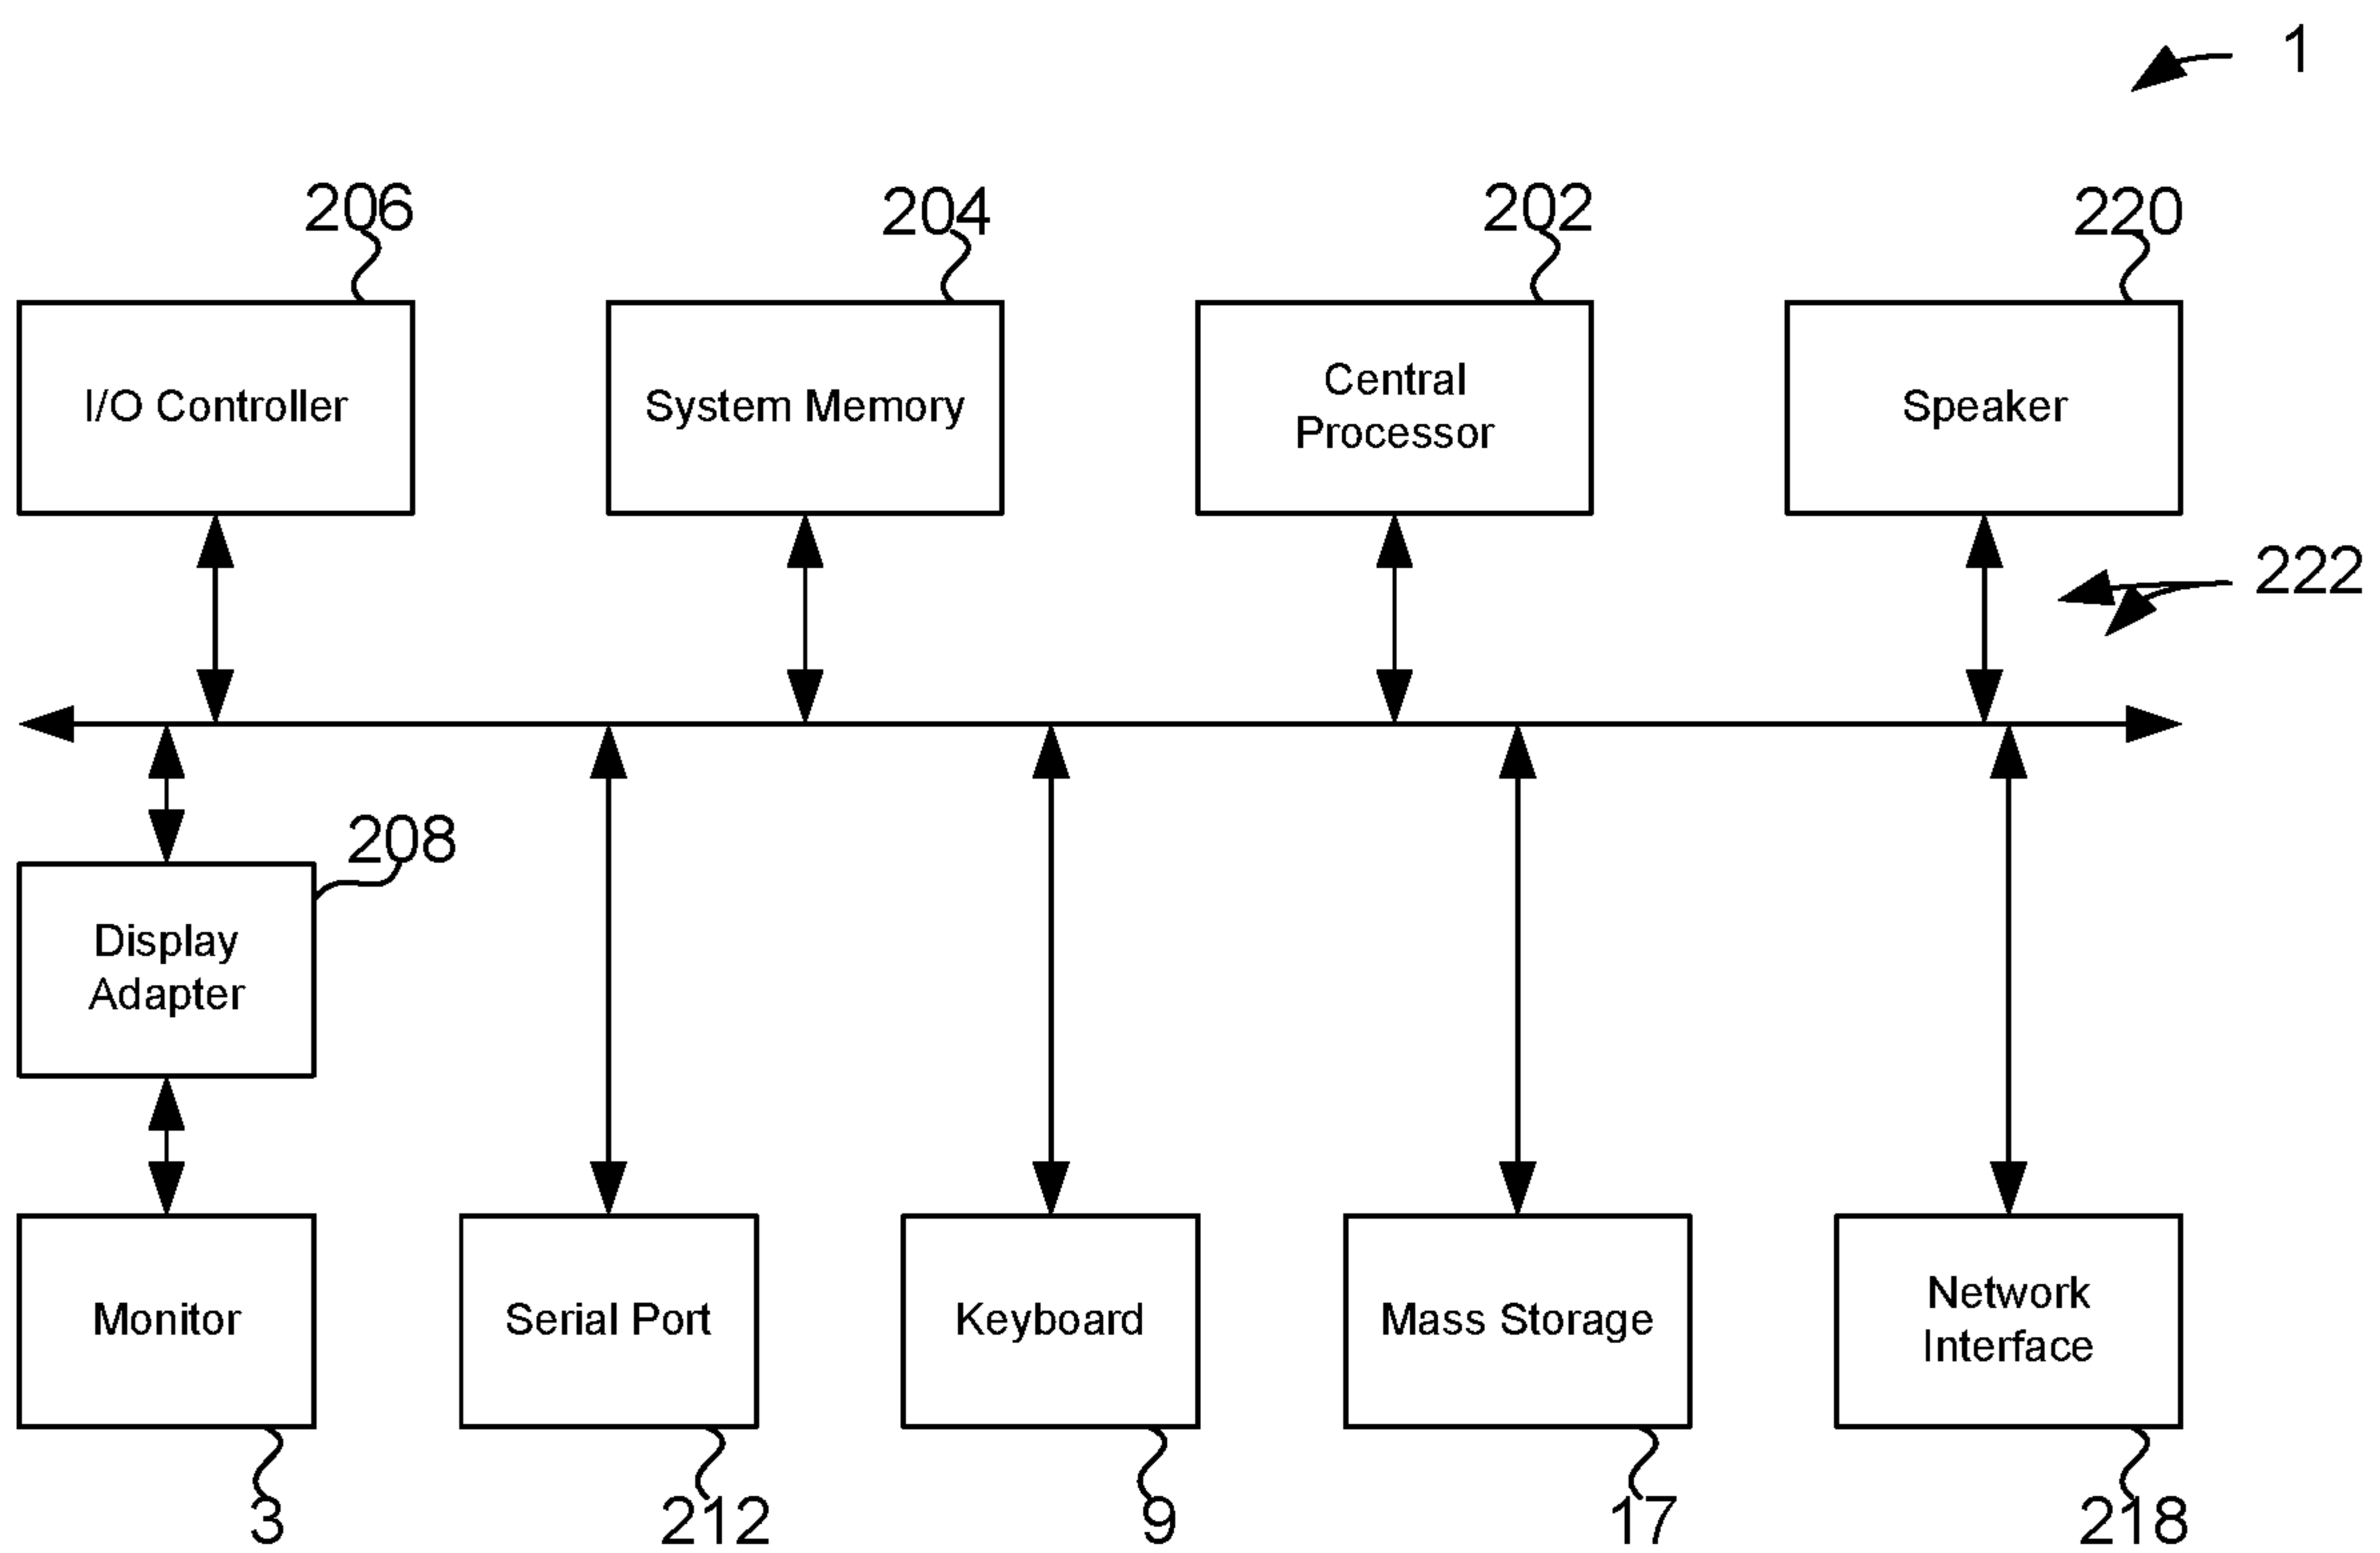 1
206
204
202
220
I/O Controller
System Memory
Central
Processor
Speaker
222
208
Display
Adapter
Monitor
Serial Port
Keyboard
Mass Storage
Network
Interface
3
212
9
17
218